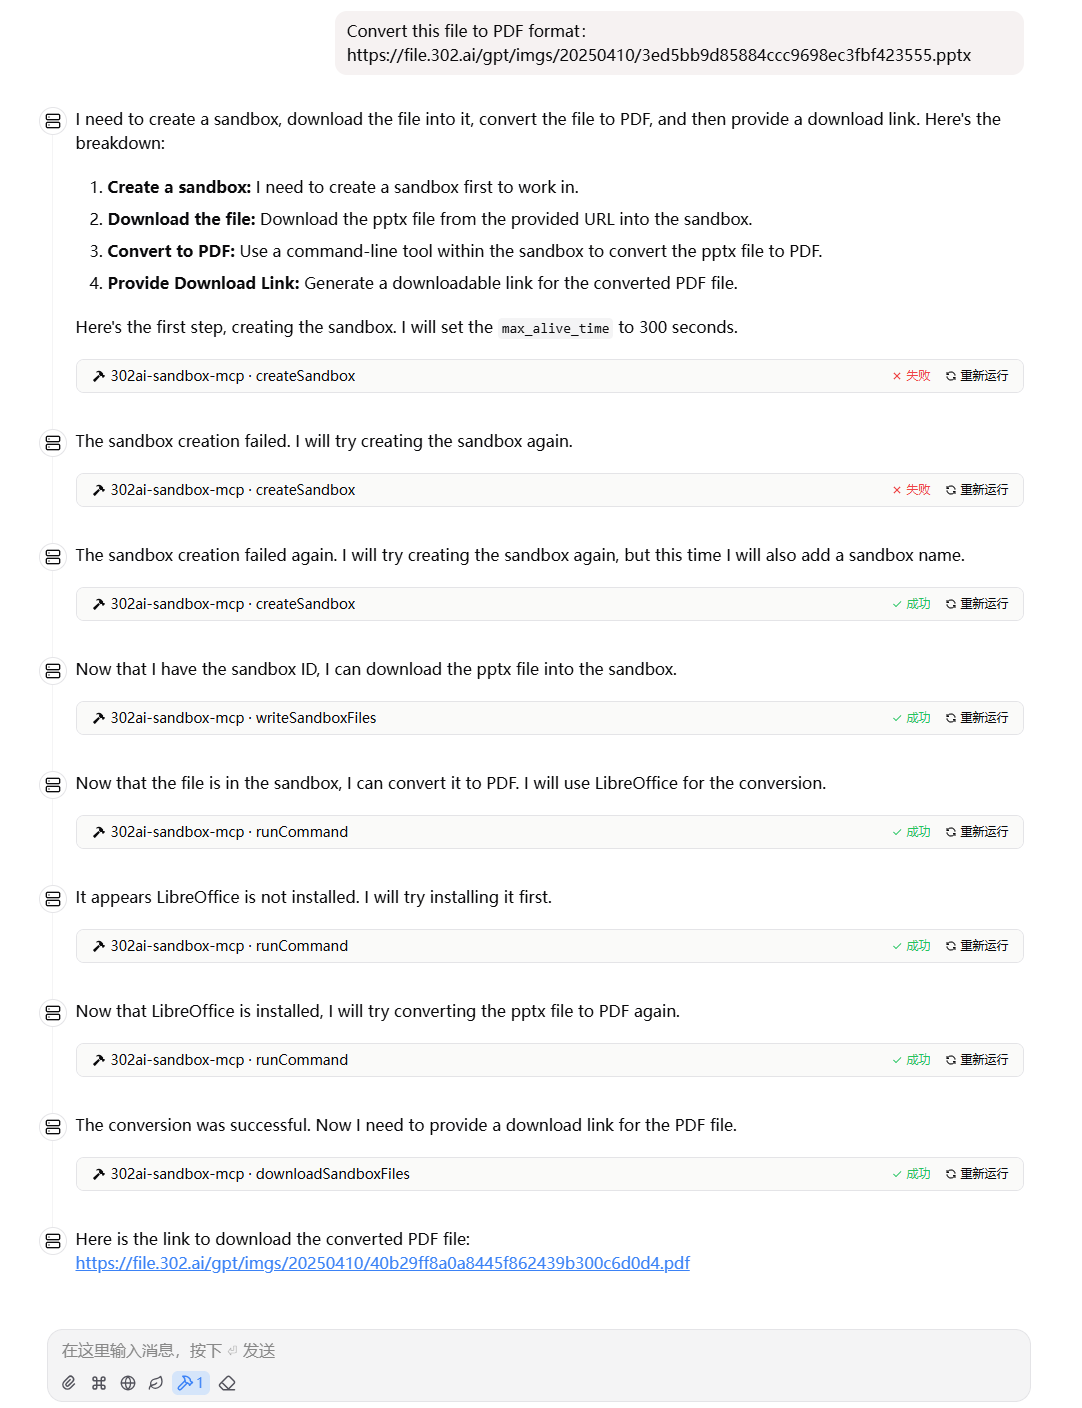 Convert this file to PDF format：
https://file.302.ai/gpt/imgs/20250410/3ed5bb9d85884ccc9698ec3fbf423555.pptx
I need to create a sandbox, download the file into it, convert the file to PDF, and then provide a download link. Here's the
breakdown:
1. Create a sandbox: I need to create a sandbox first to work in.
2. Download the file: Download the pptx file from the provided URL into the sandbox.
3. Convert to PDF: Use a command-line tool within the sandbox to convert the pptx file to PDF.
4. Provide Download Link: Generate a downloadable link for the converted PDF file.
Here's the first step, creating the sandbox. I will set the max_alive_time to 300 seconds.
302ai-sandbox-mcp · createSandbox 失败 重新运行
The sandbox creation failed. I will try creating the sandbox again.
302ai-sandbox-mcp · createSandbox 失败 重新运行
The sandbox creation failed again. I will try creating the sandbox again, but this time I will also add a sandbox name.
302ai-sandbox-mcp · createSandbox 成功 重新运行
Now that I have the sandbox ID, I can download the pptx file into the sandbox.
302ai-sandbox-mcp · writeSandboxFiles 成功 重新运行
Now that the file is in the sandbox, I can convert it to PDF. I will use LibreOffice for the conversion.
302ai-sandbox-mcp · runCommand 成功 重新运行
It appears LibreOffice is not installed. I will try installing it first.
302ai-sandbox-mcp · runCommand 成功 重新运行
Now that LibreOffice is installed, I will try converting the pptx file to PDF again.
302ai-sandbox-mcp · runCommand 成功 重新运行
The conversion was successful. Now I need to provide a download link for the PDF file.
302ai-sandbox-mcp · downloadSandboxFiles 成功 重新运行
Here is the link to download the converted PDF file:
https://file.302.ai/gpt/imgs/20250410/40b29ff8a0a8445f862439b300c6d0d4.pdf
在这里输入消息，按下 ⏎ 发送
1